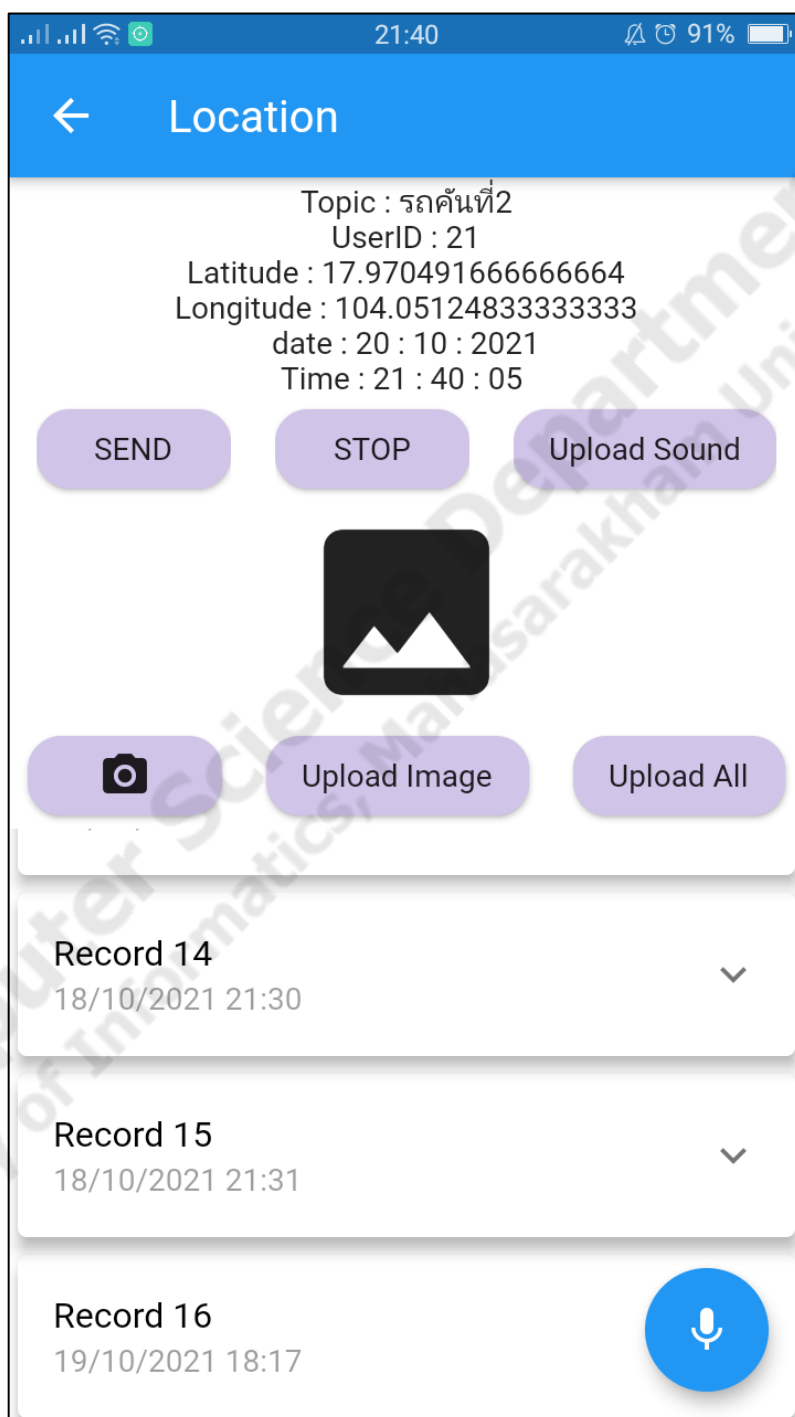 21:40
91%
Location
Topic : รถคันที่2
UserID : 21
Latitude : 17.970491666666664
Longitude : 104.05124833333333
date : 20 : 10 : 2021
Time : 21 : 40 : 05
SEND STOP Upload Sound
Upload Image Upload All
Record 14
18/10/2021 21:30
Record 15
18/10/2021 21:31
Record 16
19/10/2021 18:17